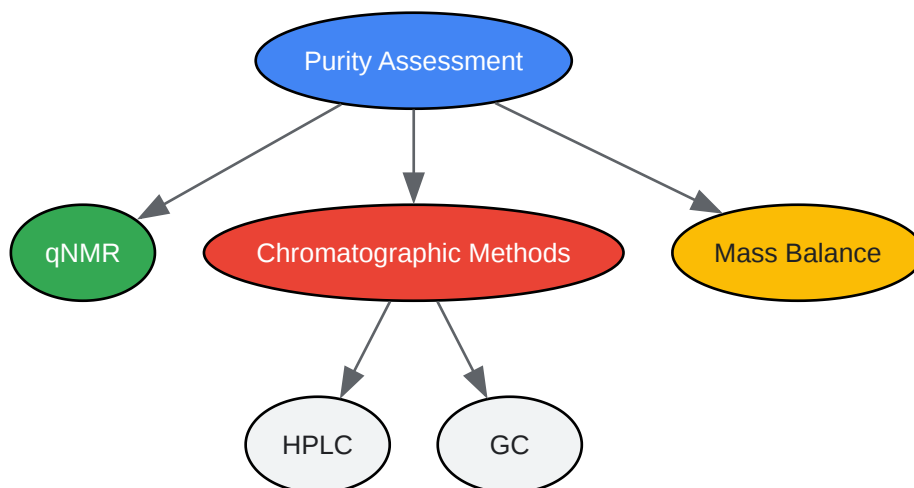 Purity Assessment
qNMR
Chromatographic Methods
Mass Balance
HPLC
GC